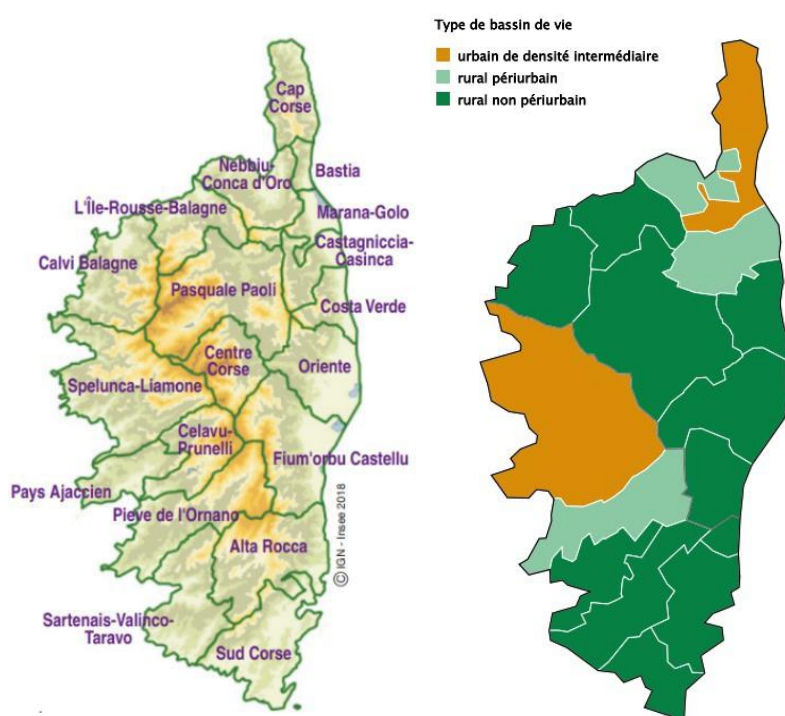 Type de bassin de vie
urbain de densité intermédiaire
rural périurbain
rural non périurbain
Cap
Corse
Nebbiu-
Conca d'Oro
Bastia
L'Île-Rousse-Balagne
Marana-Golo
Castagniccia-
Casinca
Calvi Balagne
Pasquale Paoli
Costa Verde
Centre
Corse
Oriente
Spelunca-Liamone
Celavu-
Prunelli
Fium'orbu Castellu
Pays Ajaccien
Pieve de l'Ornano
Alta Rocca
© IGN - Insee 2018
Sartenais-Valinco-
Taravo
Sud Corse